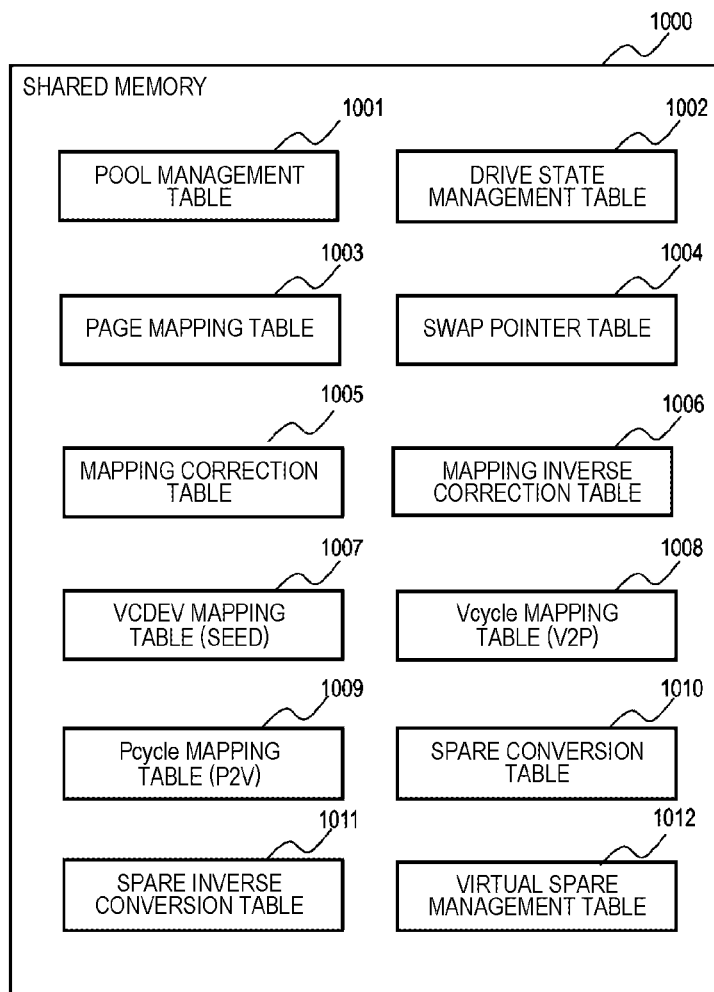 1000
SHARED MEMORY
1001
POOL MANAGEMENT
TABLE
1002
DRIVE STATE
MANAGEMENT TABLE
1003
PAGE MAPPING TABLE
1004
SWAP POINTER TABLE
1005
MAPPING CORRECTION
TABLE
1006
MAPPING INVERSE
CORRECTION TABLE
1007
VCDEV MAPPING
TABLE (SEED)
1008
Vcycle MAPPING
TABLE (V2P)
1009
Pcycle MAPPING
TABLE (P2V)
1010
SPARE CONVERSION
TABLE
1011
SPARE INVERSE
CONVERSION TABLE
1012
VIRTUAL SPARE
MANAGEMENT TABLE